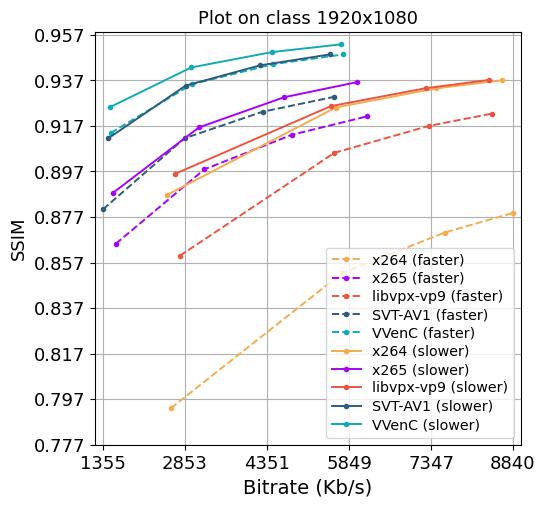 Plot on class 1920x1080
SSIM
0.957
0.937
0.917
0.897
0.877
0.857
0.837
0.817
0.797
0.777
x264 (faster)
x265 (faster)
libvpx-vp9 (faster)
SVT-AV1 (faster)
VVenC (faster)
x264 (slower)
x265 (slower)
libvpx-vp9 (slower)
SVT-AV1 (slower)
VVenC (slower)
1355 2853 4351 5849 7347 8840
Bitrate (Kb/s)